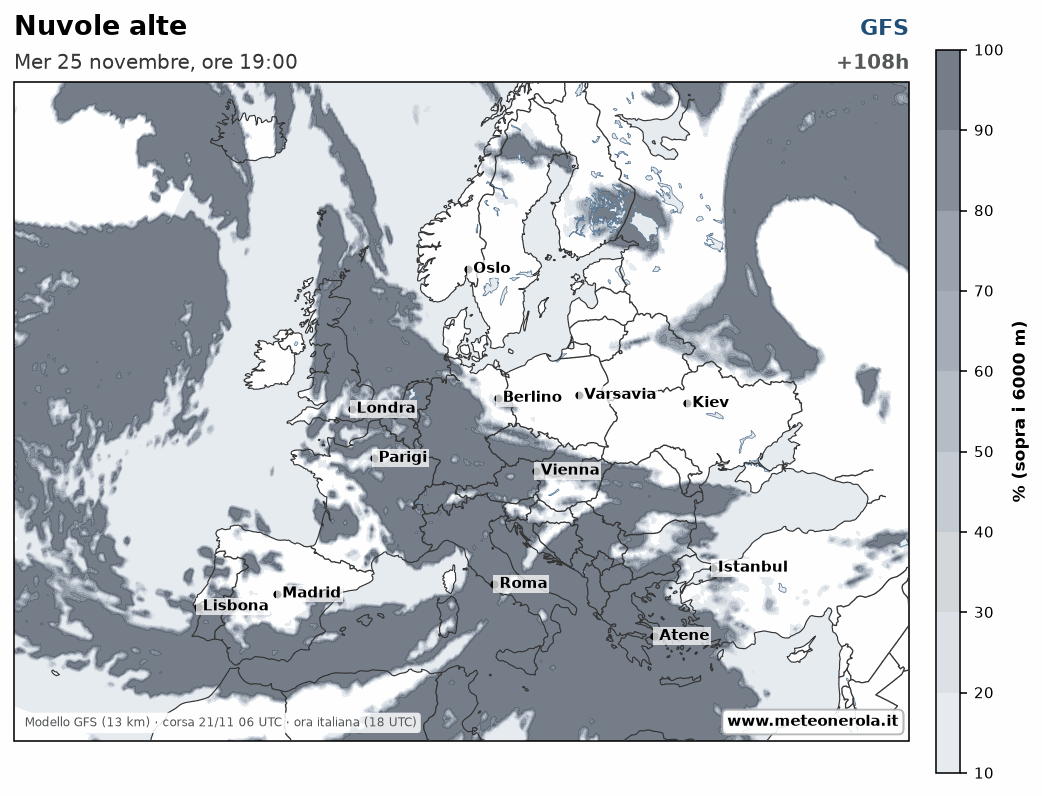 Nuvole alte
GFS
Mer 25 novembre, ore 19:00
+108h
100
90
80
70
60
50
40
30
20
10
% (sopra i 6000 m)
Oslo
Berlino
Varsavia
Kiev
Londra
Parigi
Vienna
Istanbul
Roma
Madrid
Lisbona
Atene
Modello GFS (13 km) · corsa 21/11 06 UTC · ora italiana (18 UTC)
www.meteonerola.it